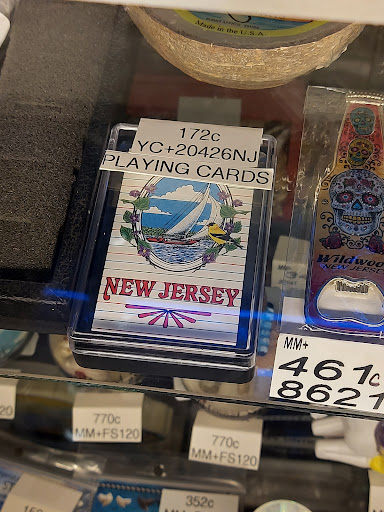 Made in the U.S.A.
172c
YC+20426NJ
PLAYING CARDS
NEW JERSEY
Wildwood
NEW JERSEY
MM+
461c
8621
20
770c
MM+FS120
770c
MM+FS120
352c